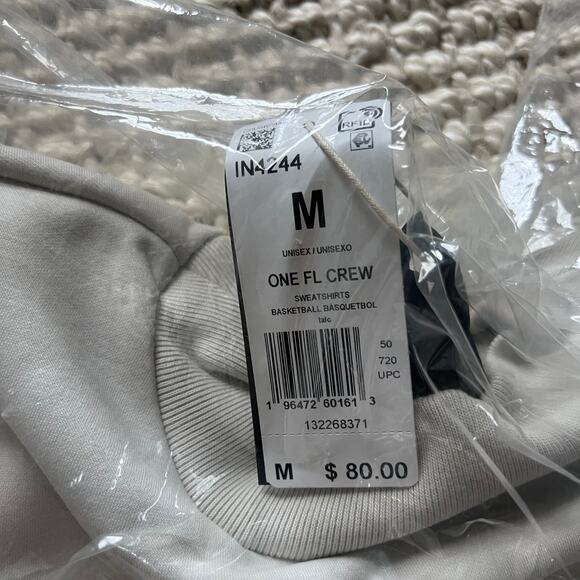 RFID
IN4244
M
UNISEX / UNISEXO
ONE FL CREW
SWEATSHIRTS
BASKETBALL BÁSQUETBOL
talc
50
720
UPC
1 96472 60161 3
132268371
M $ 80.00